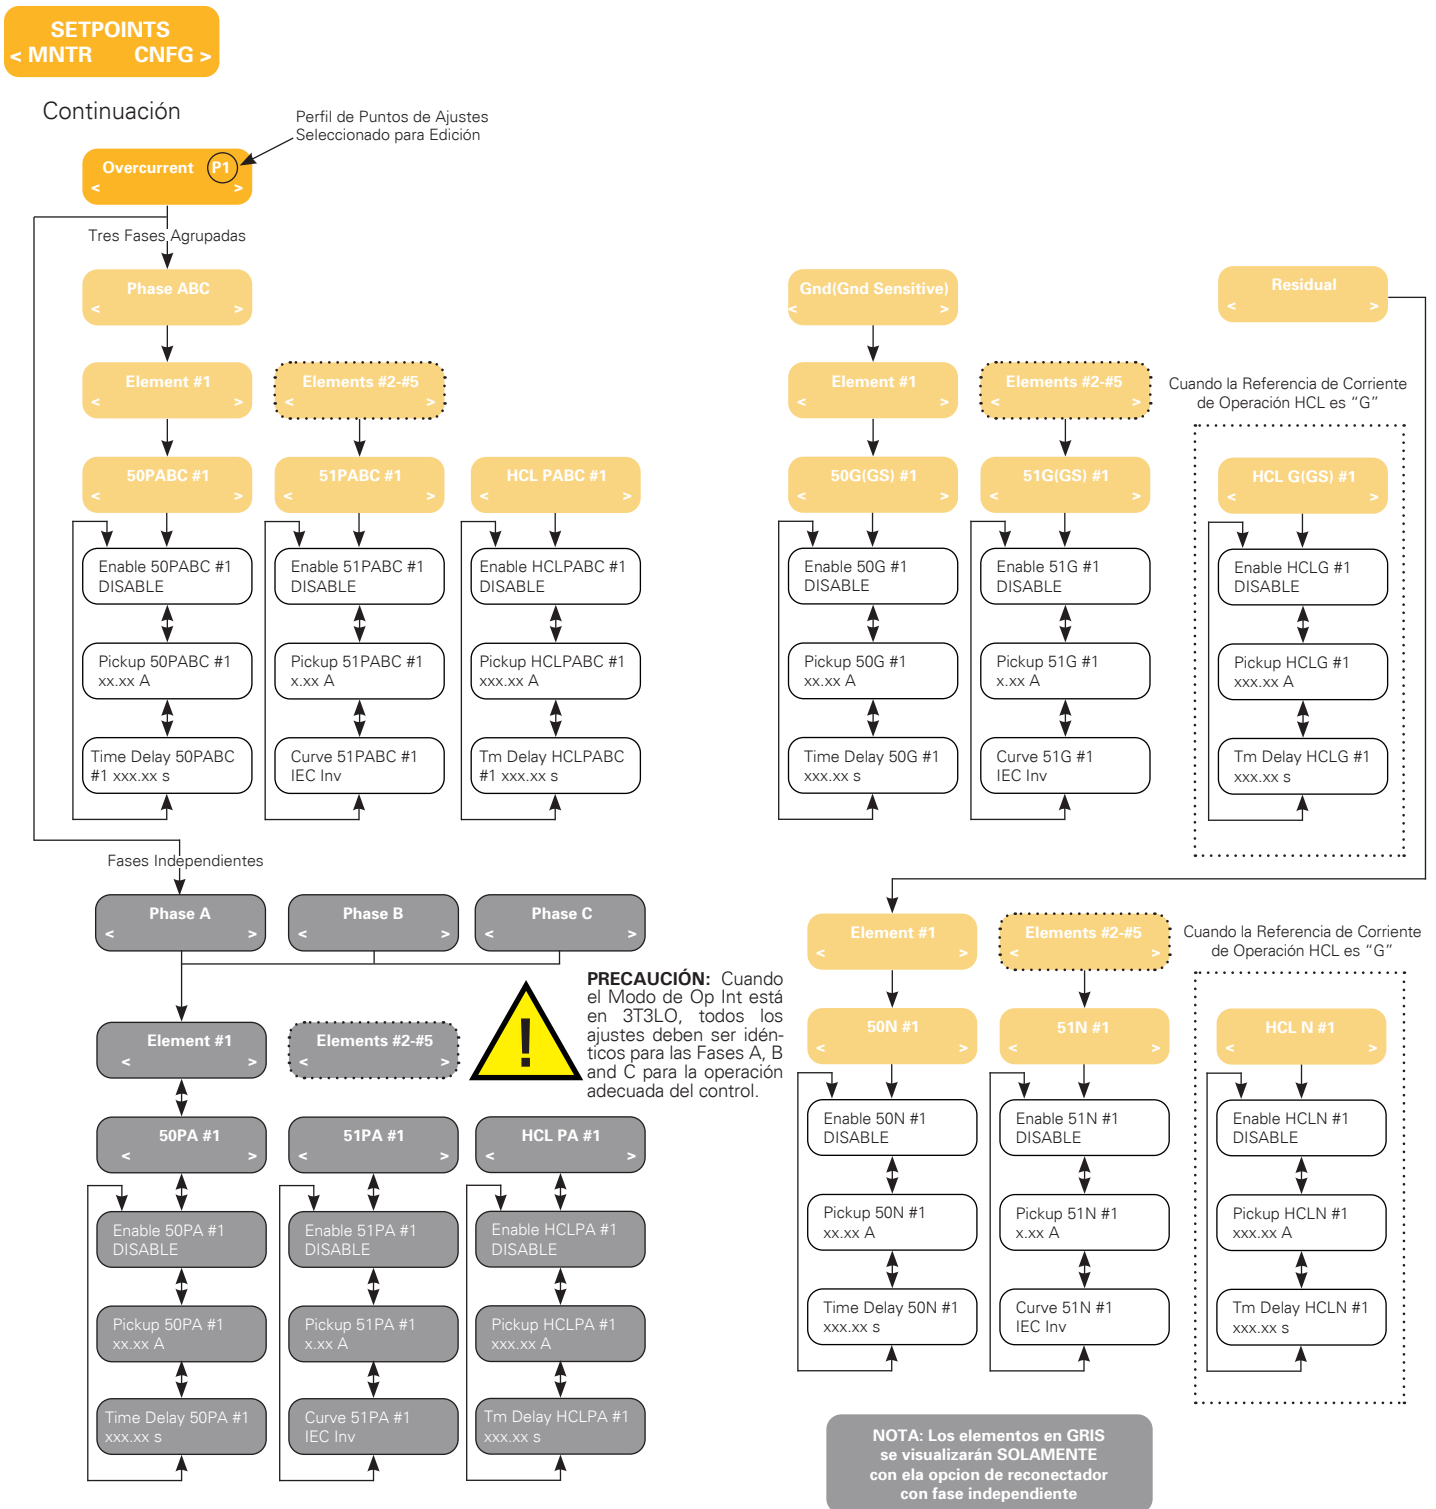 SETPOINTS
< MNTR CNFG >
Continuación
Perfil de Puntos de Ajustes
Seleccionado para Edición
Overcurrent P1
< >
Tres Fases Agrupadas
Phase ABC
< >
Element #1
< >
Elements #2-#5
< >
50PABC #1
< >
51PABC #1
< >
HCL PABC #1
< >
Enable 50PABC #1
DISABLE
Enable 51PABC #1
DISABLE
Enable HCLPABC #1
DISABLE
Pickup 50PABC #1
xx.xx A
Pickup 51PABC #1
x.xx A
Pickup HCLPABC #1
xxx.xx A
Time Delay 50PABC
#1 xxx.xx s
Curve 51PABC #1
IEC Inv
Tm Delay HCLPABC
#1 xxx.xx s
Gnd(Gnd Sensitive)
< >
Element #1
< >
Elements #2-#5
< >
50G(GS) #1
< >
51G(GS) #1
< >
Enable 50G #1
DISABLE
Enable 51G #1
DISABLE
Pickup 50G #1
xx.xx A
Pickup 51G #1
x.xx A
Time Delay 50G #1
xxx.xx s
Curve 51G #1
IEC Inv
Residual
< >
Cuando la Referencia de Corriente
de Operación HCL es “G”
HCL G(GS) #1
< >
Enable HCLG #1
DISABLE
Pickup HCLG #1
xxx.xx A
Tm Delay HCLG #1
xxx.xx s
Fases Independientes
Phase A
< >
Phase B
< >
Phase C
< >
Element #1
< >
Elements #2-#5
< >
!
PRECAUCIÓN: Cuando
el Modo de Op Int está
en 3T3LO, todos los
ajustes deben ser idén-
ticos para las Fases A, B
and C para la operación
adecuada del control.
50PA #1
< >
51PA #1
< >
HCL PA #1
< >
Enable 50PA #1
DISABLE
Enable 51PA #1
DISABLE
Enable HCLPA #1
DISABLE
Pickup 50PA #1
xx.xx A
Pickup 51PA #1
x.xx A
Pickup HCLPA #1
xxx.xx A
Time Delay 50PA #1
xxx.xx s
Curve 51PA #1
IEC Inv
Tm Delay HCLPA #1
xxx.xx s
Element #1
< >
Elements #2-#5
< >
Cuando la Referencia de Corriente
de Operación HCL es “G”
50N #1
< >
51N #1
< >
HCL N #1
< >
Enable 50N #1
DISABLE
Enable 51N #1
DISABLE
Enable HCLN #1
DISABLE
Pickup 50N #1
xx.xx A
Pickup 51N #1
x.xx A
Pickup HCLN #1
xxx.xx A
Time Delay 50N #1
xxx.xx s
Curve 51N #1
IEC Inv
Tm Delay HCLN #1
xxx.xx s
NOTA: Los elementos en GRIS
se visualizarán SOLAMENTE
con ela opcion de reconectador
con fase independiente